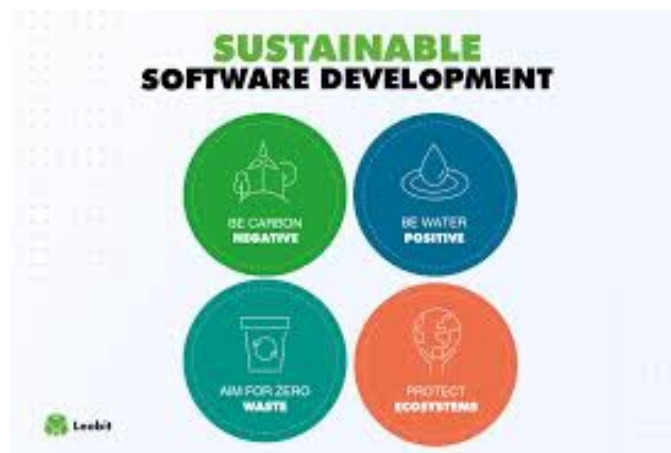 SUSTAINABLE
SOFTWARE DEVELOPMENT
BE CARBON
NEGATIVE
BE WATER
POSITIVE
AIM FOR ZERO
WASTE
PROTECT
ECOSYSTEMS
Leobit